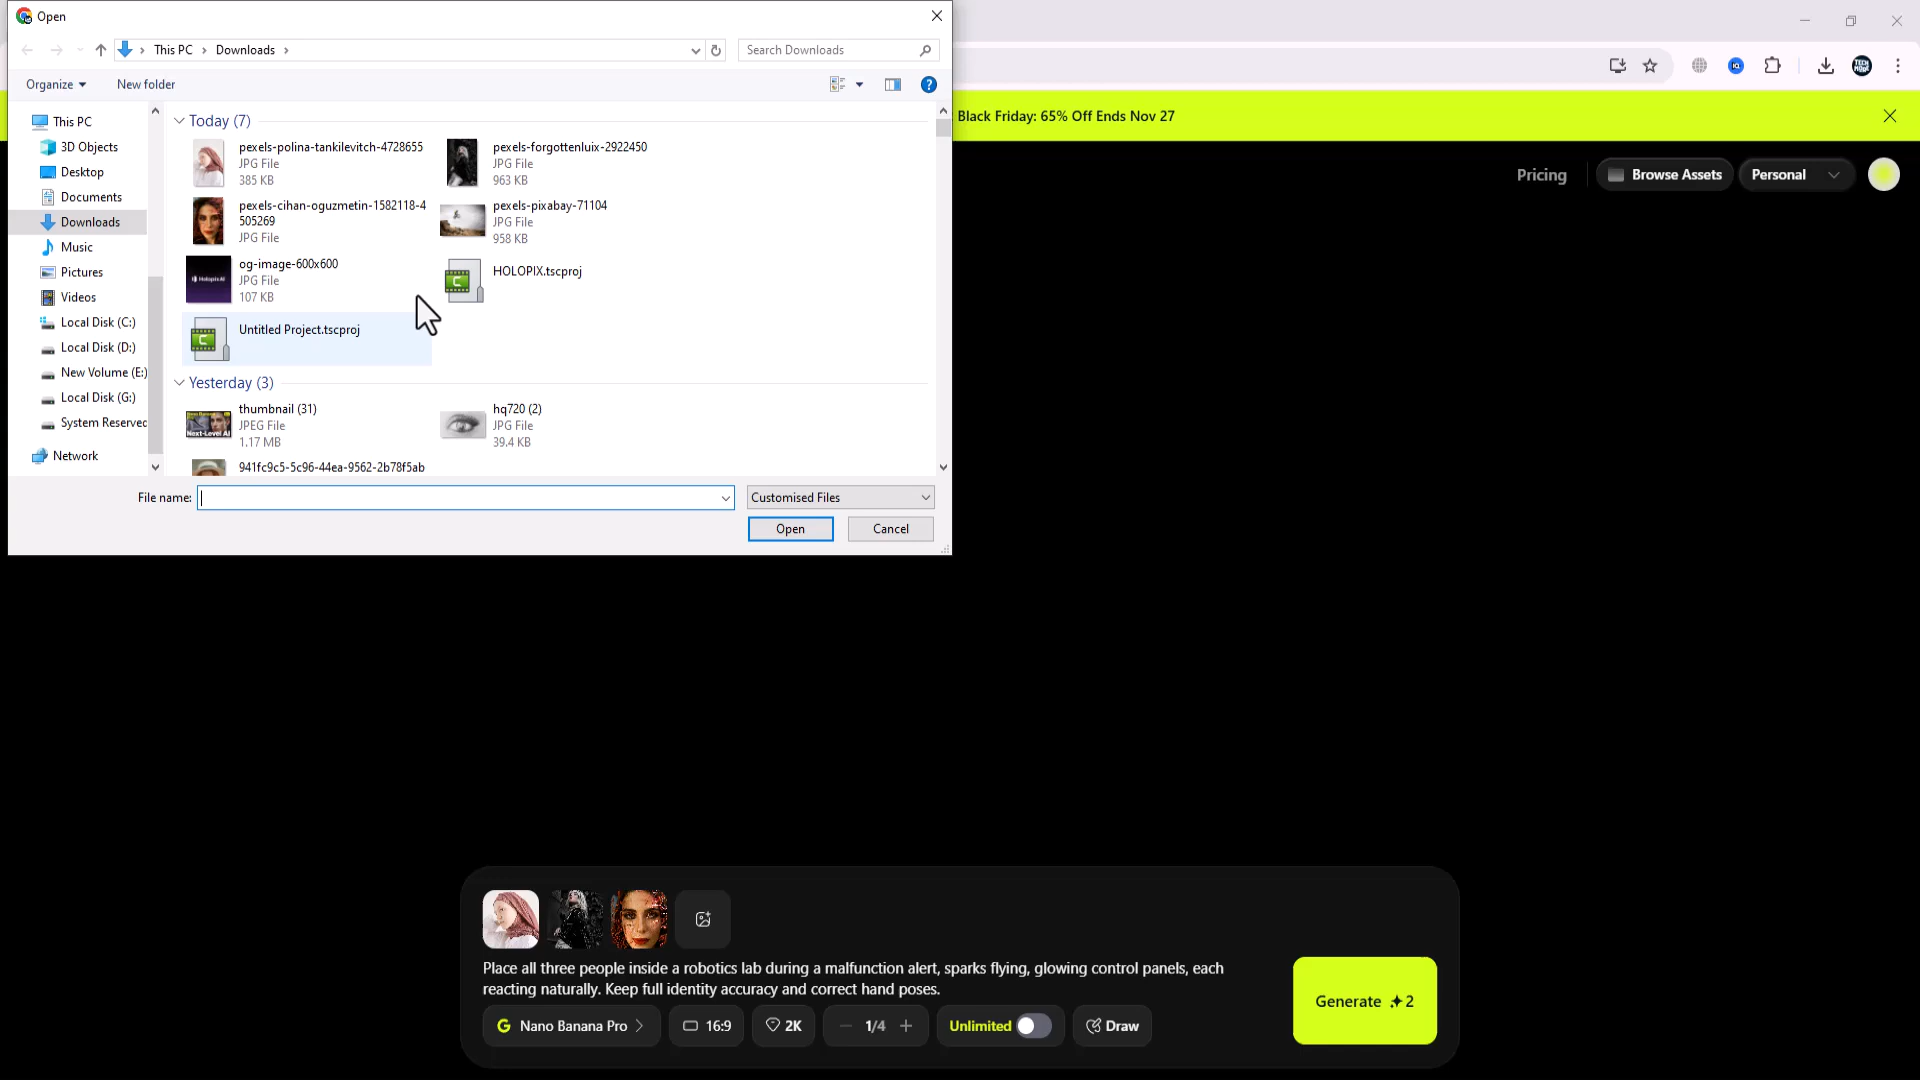 Open
This PC
Downloads
Search Downloads
Organize
New folder
This PC
3D Objects
Desktop
Documents
Downloads
Music
Pictures
Videos
Local Disk (C:)
Local Disk (D:)
New Volume (E:)
Local Disk (G:)
System Reserved
Network
Today (7)
pexels-polina-tankilevitch-4728655
JPG File
385 KB
pexels-forgottenluix-2922450
JPG File
963 KB
pexels-cihan-oguzmetin-1582118-4
505269
JPG File
pexels-pixabay-71104
JPG File
958 KB
og-image-600x600
JPG File
107 KB
HOLOPIX.tscproj
Untitled Project.tscproj
Yesterday (3)
thumbnail (31)
JPEG File
1.17 MB
hq720 (2)
JPG File
39.4 KB
941fc9c5-5c96-44ea-9562-2b78f5ab
File name:
Customised Files
Open
Cancel
Black Friday: 65% Off Ends Nov 27
Pricing
Browse Assets
Personal
Place all three people inside a robotics lab during a malfunction alert, sparks flying, glowing control panels, each
reacting naturally. Keep full identity accuracy and correct hand poses.
Nano Banana Pro
16:9
2K
1/4
Unlimited
Draw
Generate 2